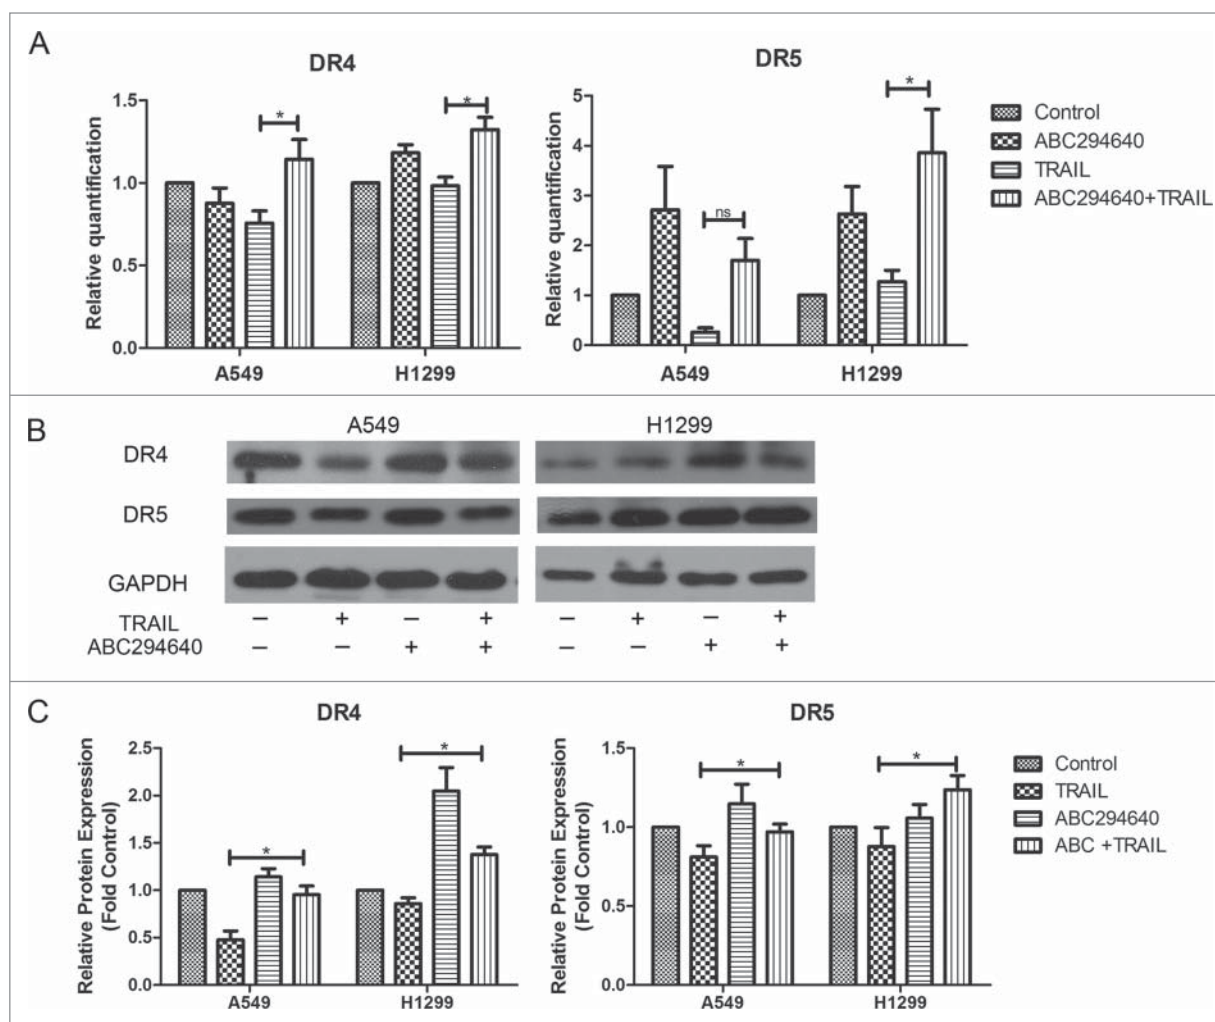 A
DR4
Relative quantification
1.5
1.0
0.5
0.0
*
*
A549 H1299
DR5
Relative quantification
5
4
3
2
1
0
ns
*
A549 H1299
Control
ABC294640
TRAIL
ABC294640+TRAIL
B
A549 H1299
DR4
DR5
GAPDH
TRAIL − + − + − + − +
ABC294640 − − + + − − + +
C
DR4
Relative Protein Expression
(Fold Control)
2.5
2.0
1.5
1.0
0.5
0.0
*
*
A549 H1299
DR5
Relative Protein Expression
(Fold Control)
1.5
1.0
0.5
0.0
*
*
A549 H1299
Control
TRAIL
ABC294640
ABC +TRAIL